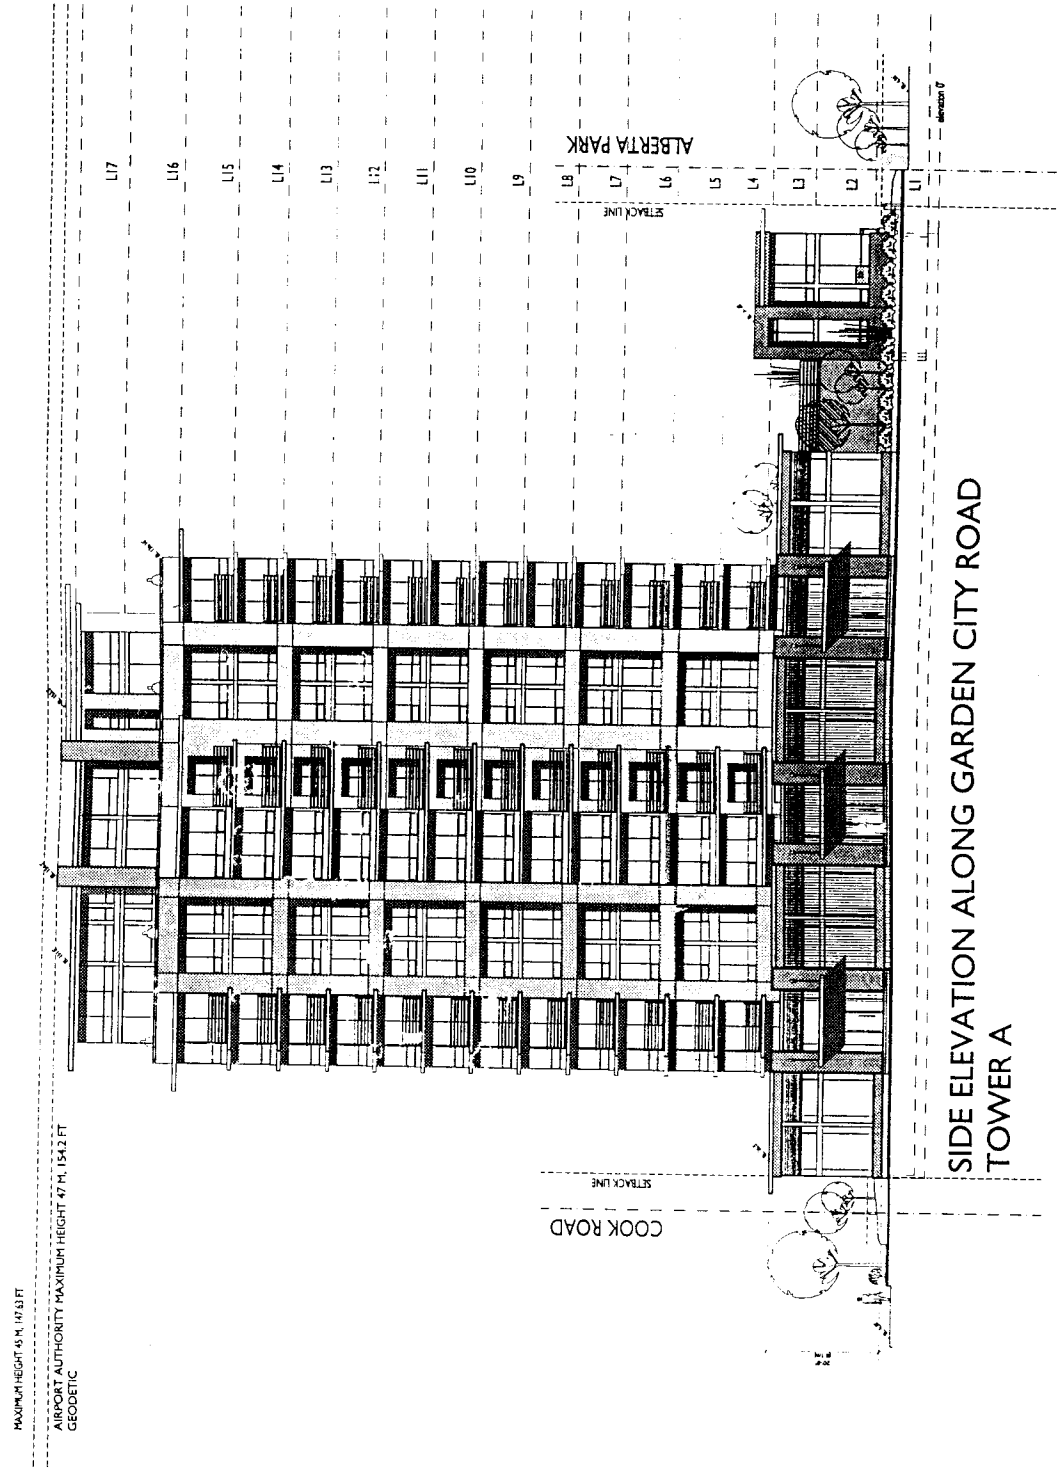 MAXIMUM HEIGHT 45 M, 147.63 FT
AIRPORT AUTHORITY MAXIMUM HEIGHT 47 M, 154.2 FT
GEODETIC
L17
L16
L15
L14
L13
L12
L11
L10
L9
L8
L7
L6
L5
L4
L3
L2
L1
COOK ROAD
SETBACK LINE
SETBACK LINE
ALBERTA PARK
elevation 0'
SIDE ELEVATION ALONG GARDEN CITY ROAD
TOWER A